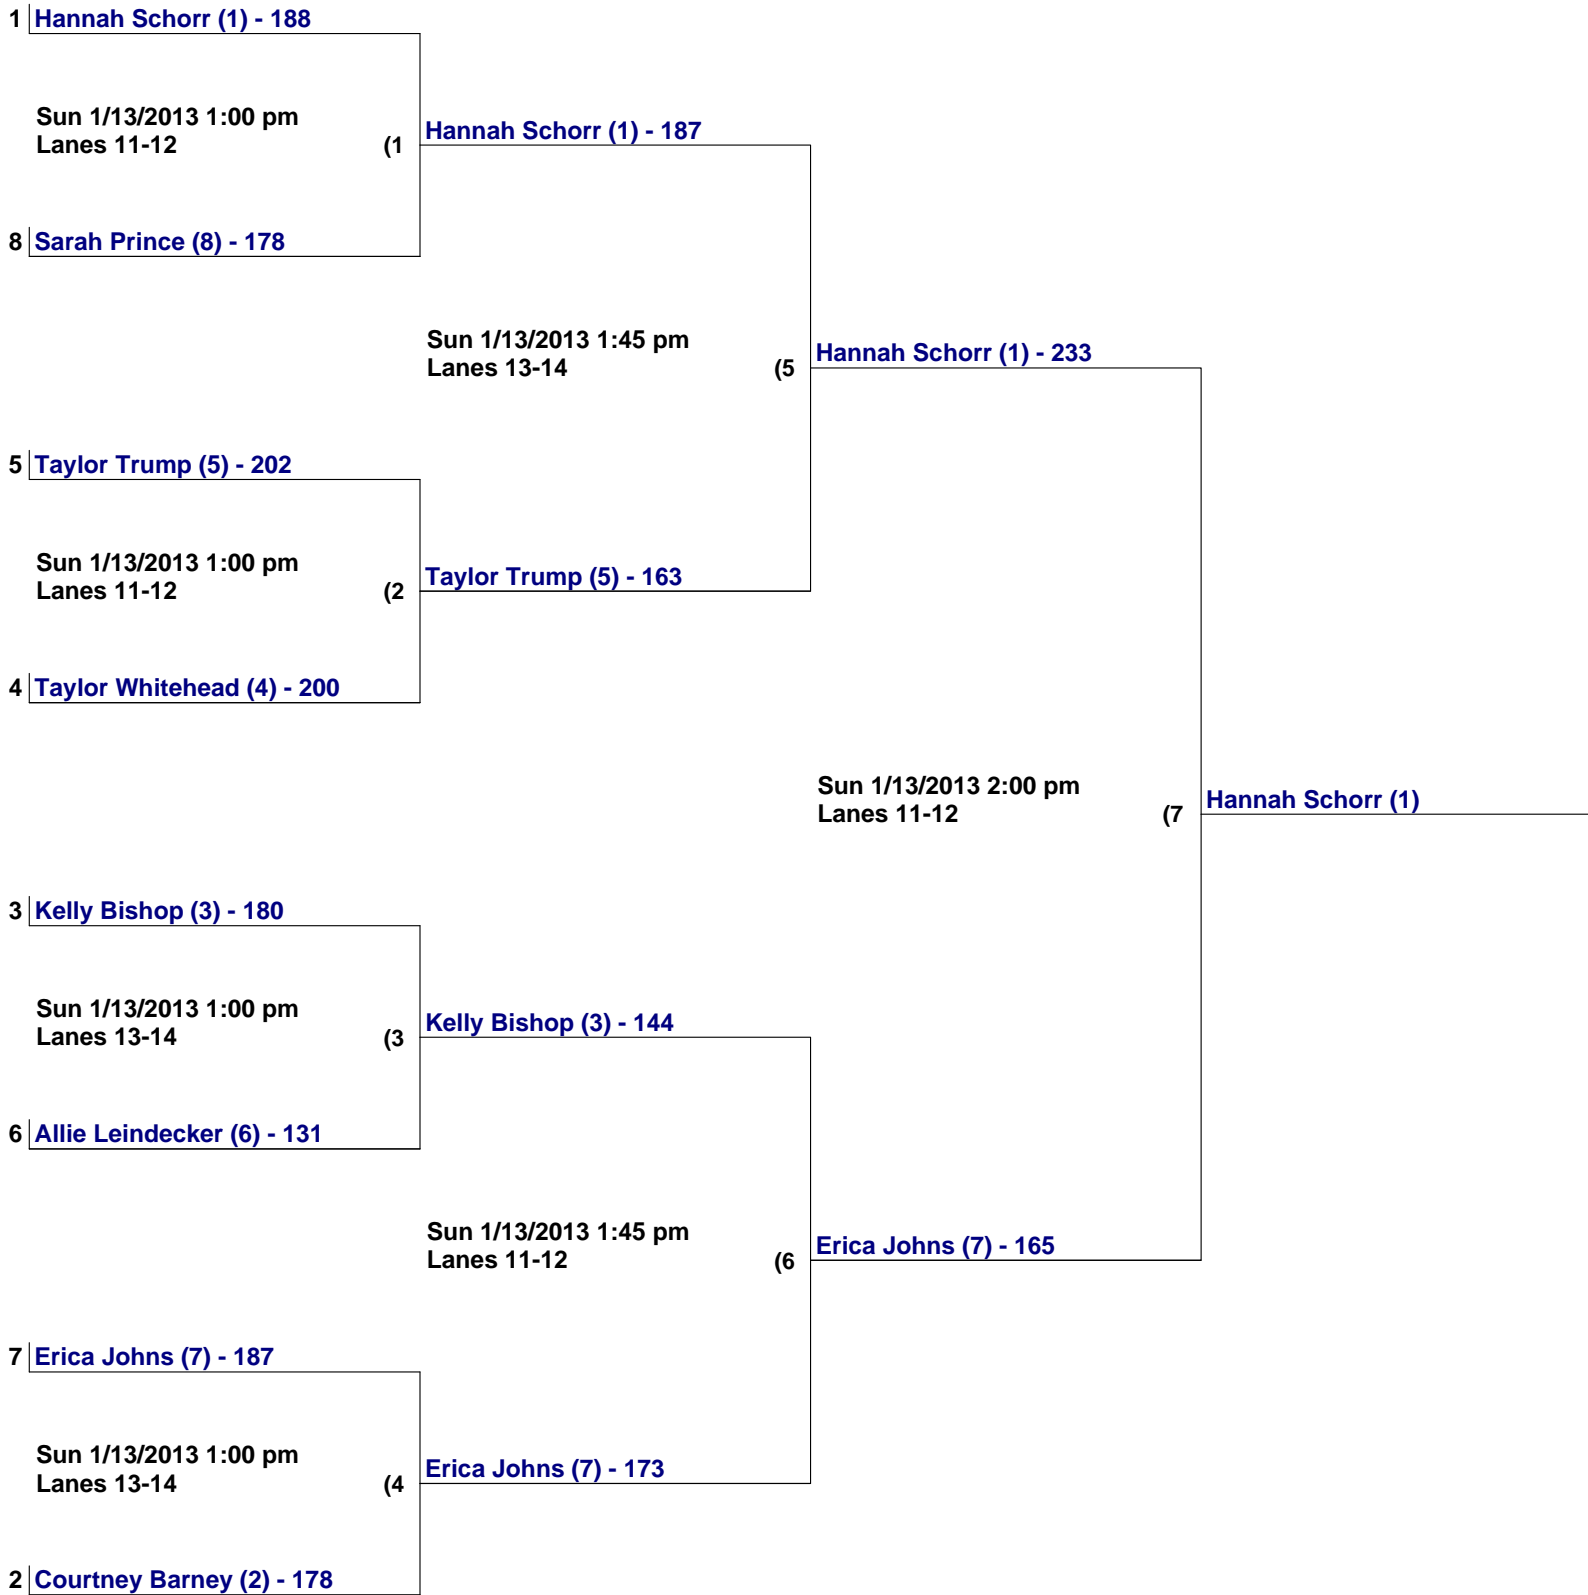 1 Hannah Schorr (1) - 188
Sun 1/13/2013 1:00 pm
Lanes 11-12 (1
Hannah Schorr (1) - 187
8 Sarah Prince (8) - 178
Sun 1/13/2013 1:45 pm
Lanes 13-14 (5
Hannah Schorr (1) - 233
5 Taylor Trump (5) - 202
Sun 1/13/2013 1:00 pm
Lanes 11-12 (2
Taylor Trump (5) - 163
4 Taylor Whitehead (4) - 200
Sun 1/13/2013 2:00 pm
Lanes 11-12 (7
Hannah Schorr (1)
3 Kelly Bishop (3) - 180
Sun 1/13/2013 1:00 pm
Lanes 13-14 (3
Kelly Bishop (3) - 144
6 Allie Leindecker (6) - 131
Sun 1/13/2013 1:45 pm
Lanes 11-12 (6
Erica Johns (7) - 165
7 Erica Johns (7) - 187
Sun 1/13/2013 1:00 pm
Lanes 13-14 (4
Erica Johns (7) - 173
2 Courtney Barney (2) - 178